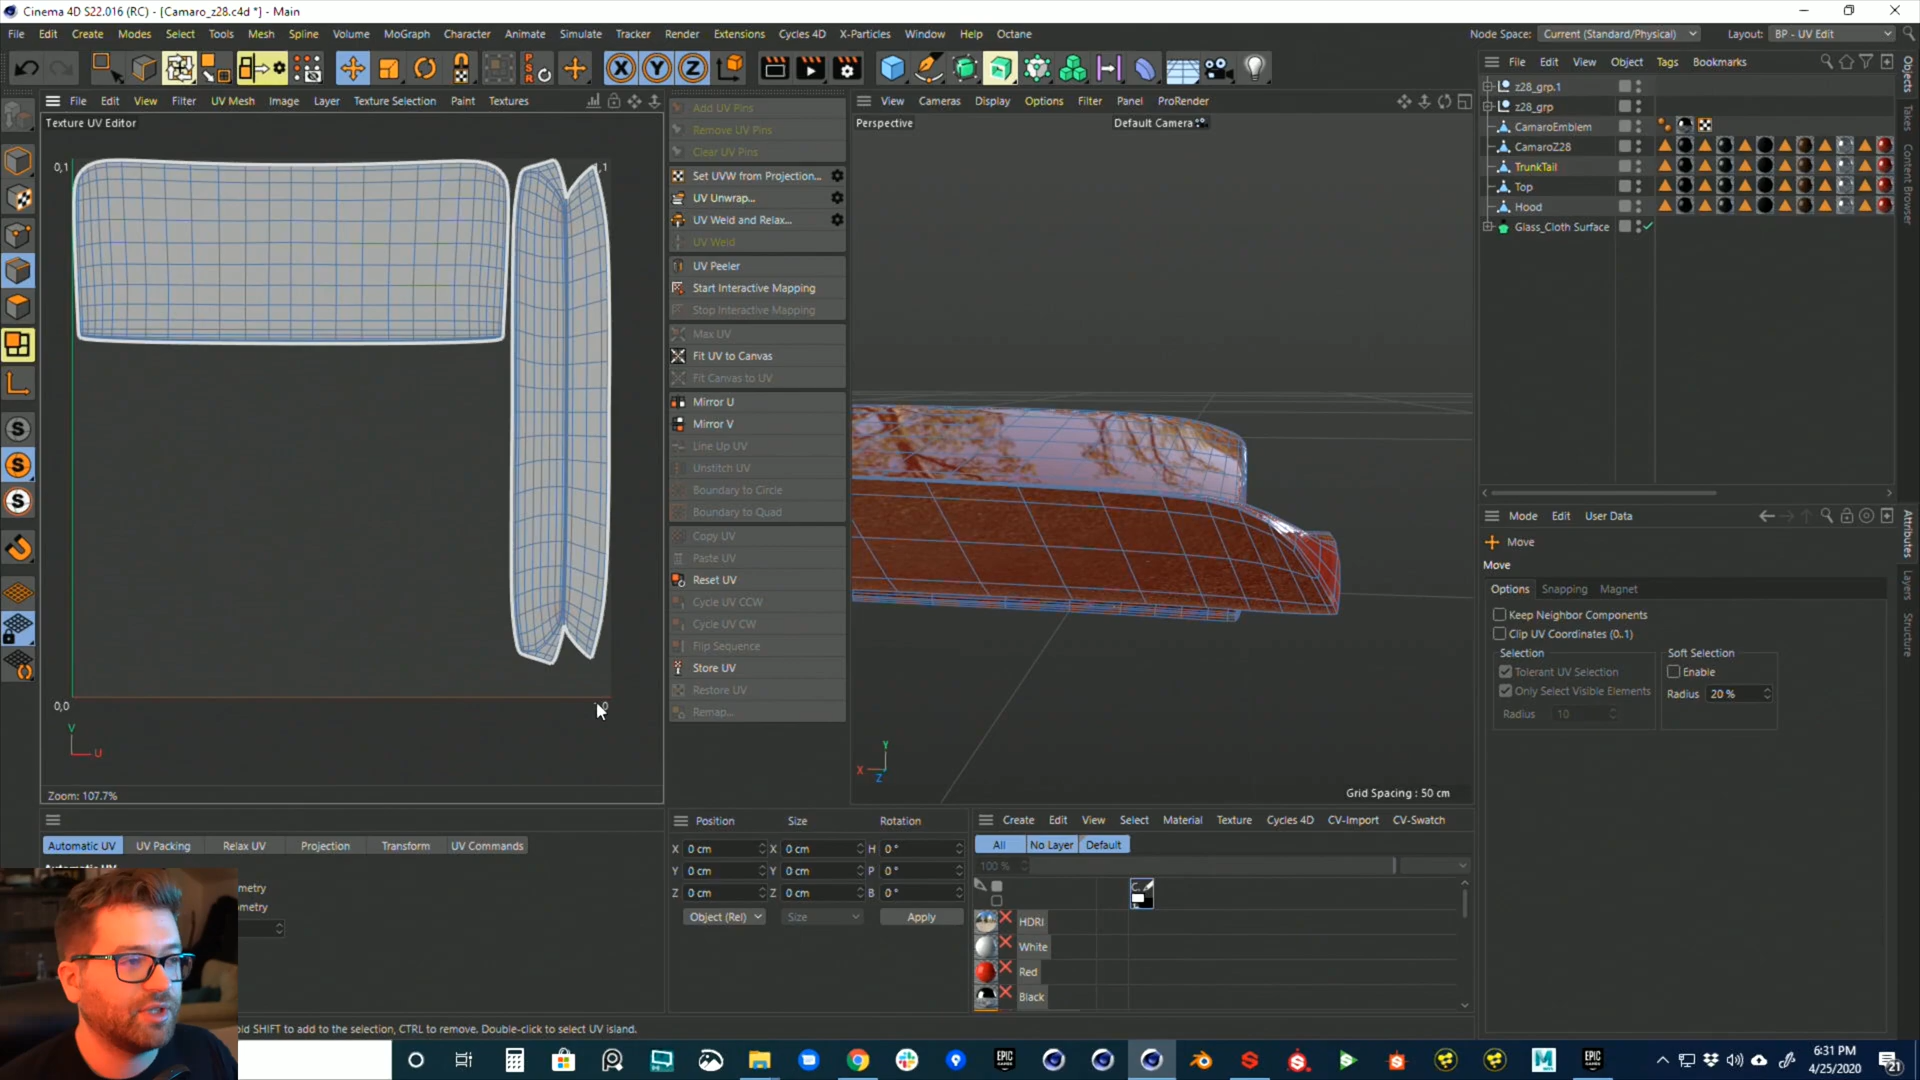 Cinema 4D S22.016 (RC) - [Camaro_z28.c4d *] - Main
File Edit Create Modes Select Tools Mesh Spline Volume MoGraph Character Animate Simulate Tracker Render Extensions Cycles 4D X-Particles Window Help Octane
Node Space: Current (Standard/Physical) Layout: BP - UV Edit
File Edit View Filter UV Mesh Image Layer Texture Selection Paint Textures
Texture UV Editor
0,1
0,0
V
U
Zoom: 107.7%
Add UV Pins
Remove UV Pins
Clear UV Pins
Set UVW from Projection...
UV Unwrap...
UV Weld and Relax...
UV Weld
UV Peeler
Start Interactive Mapping
Stop Interactive Mapping
Max UV
Fit UV to Canvas
Fit Canvas to UV
Mirror U
Mirror V
Line Up UV
Unstitch UV
Boundary to Circle
Boundary to Quad
Copy UV
Paste UV
Reset UV
Cycle UV CCW
Cycle UV CW
Flip Sequence
Store UV
Restore UV
Remap...
View Cameras Display Options Filter Panel ProRender
Perspective
Default Camera
Y
X
Z
Grid Spacing : 50 cm
File Edit View Object Tags Bookmarks
z28_grp.1
z28_grp
CamaroEmblem
CamaroZ28
TrunkTail
Top
Hood
Glass_Cloth Surface
Objects
Takes
Content Browser
Attributes
Layers
Structure
Mode Edit User Data
Move
Move
Options Snapping Magnet
Keep Neighbor Components
Clip UV Coordinates (0..1)
Selection
Tolerant UV Selection
Only Select Visible Elements
Radius 10
Soft Selection
Enable
Radius 20 %
Automatic UV UV Packing Relax UV Projection Transform UV Commands
Position Size Rotation
X 0 cm X 0 cm H 0 °
Y 0 cm Y 0 cm P 0 °
Z 0 cm Z 0 cm B 0 °
Object (Rel) Size Apply
Create Edit View Select Material Texture Cycles 4D CV-Import CV-Swatch
All No Layer Default
100 %
HDRI
White
Red
Black
SHIFT to add to the selection, CTRL to remove. Double-click to select UV island.
6:31 PM
4/25/2020
21